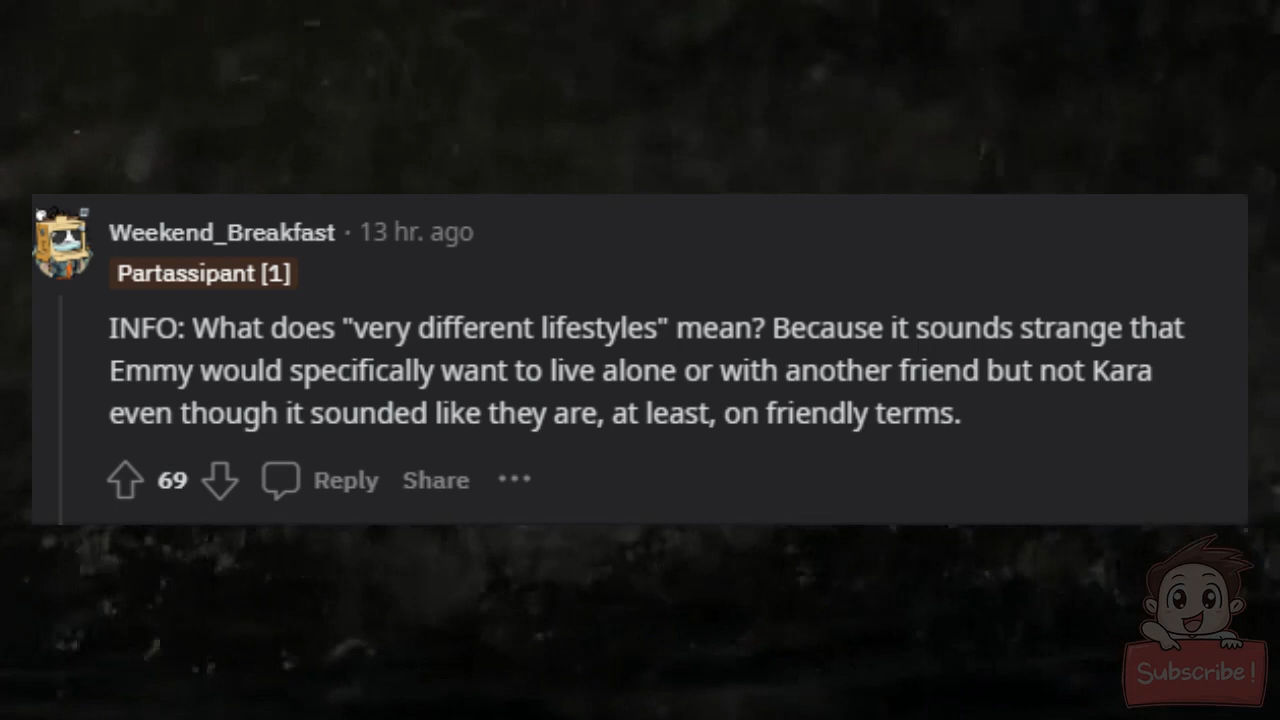 Weekend_Breakfast · 13 hr. ago
Partassipant [1]
INFO: What does "very different lifestyles" mean? Because it sounds strange that
Emmy would specifically want to live alone or with another friend but not Kara
even though it sounded like they are, at least, on friendly terms.
69 Reply Share ···
Subscribe!